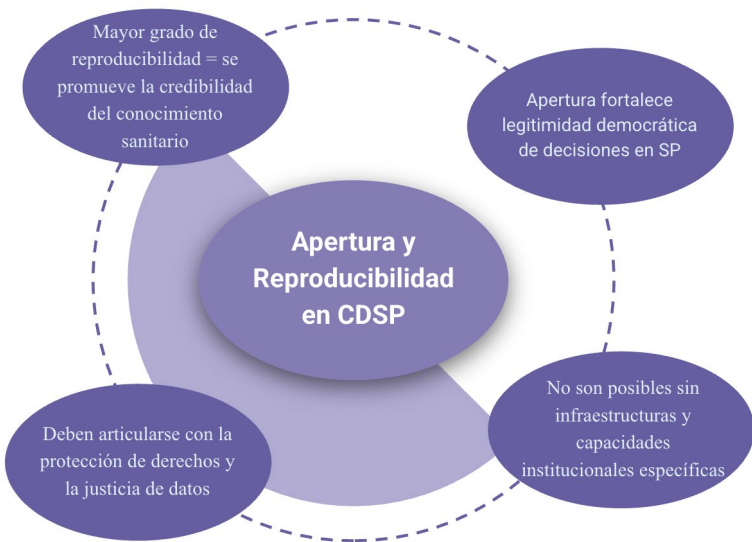 Mayor grado de
reproducibilidad = se
promueve la credibilidad
del conocimiento
sanitario
Apertura fortalece
legitimidad democrática
de decisiones en SP
Apertura y
Reproducibilidad
en CDSP
Deben articularse con la
protección de derechos y
la justicia de datos
No son posibles sin
infraestructuras y
capacidades
institucionales específicas